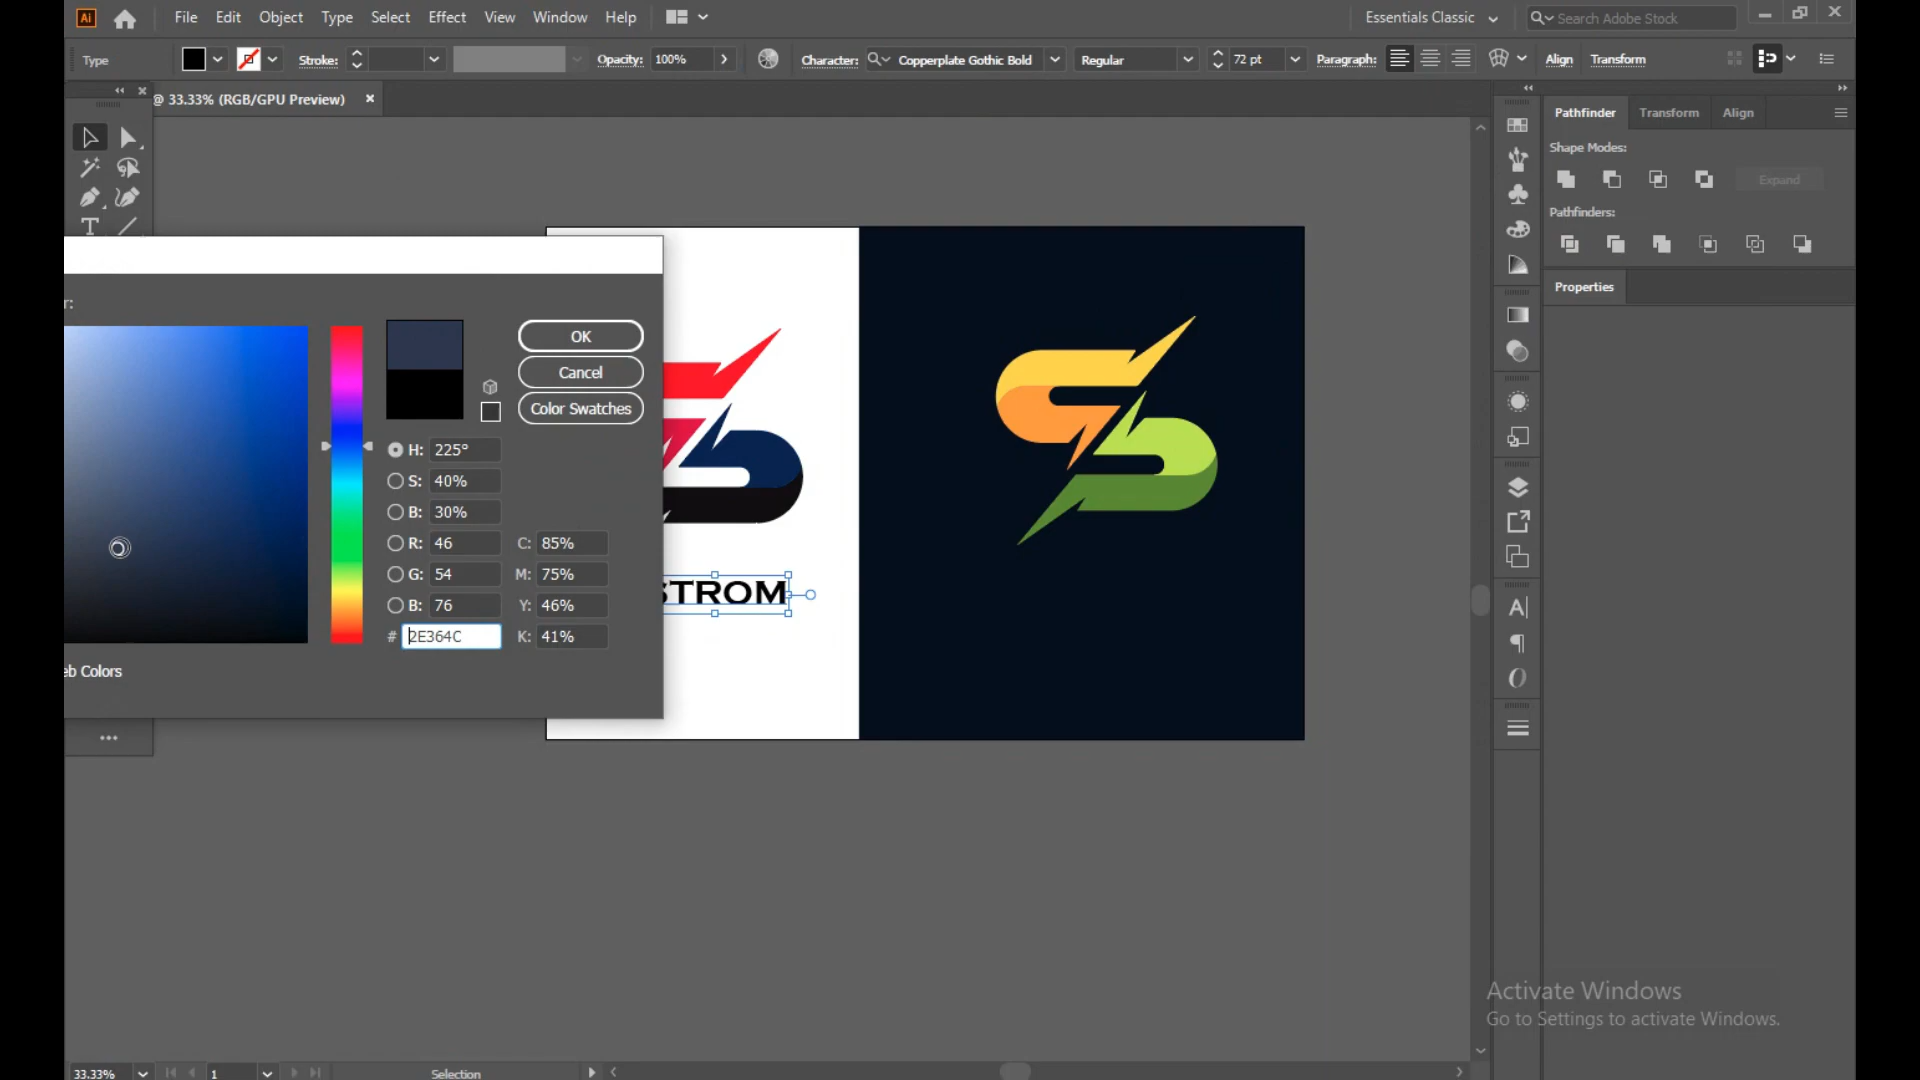 Ai File Edit Object Type Select Effect View Window Help Essentials Classic Search Adobe Stock
Type Stroke: Opacity: 100% Character: Copperplate Gothic Bold Regular 72 pt Paragraph: Align Transform
@ 33.33% (RGB/GPU Preview)
Pathfinder Transform Align
Shape Modes:
Expand
Pathfinders:
Properties
r:
OK
Cancel
Color Swatches
H: 225°
S: 40%
B: 30%
R: 46 C: 85%
G: 54 M: 75%
B: 76 Y: 46%
# 2E364C K: 41%
eb Colors
STROM
Activate Windows
Go to Settings to activate Windows.
33.33% 1 Selection